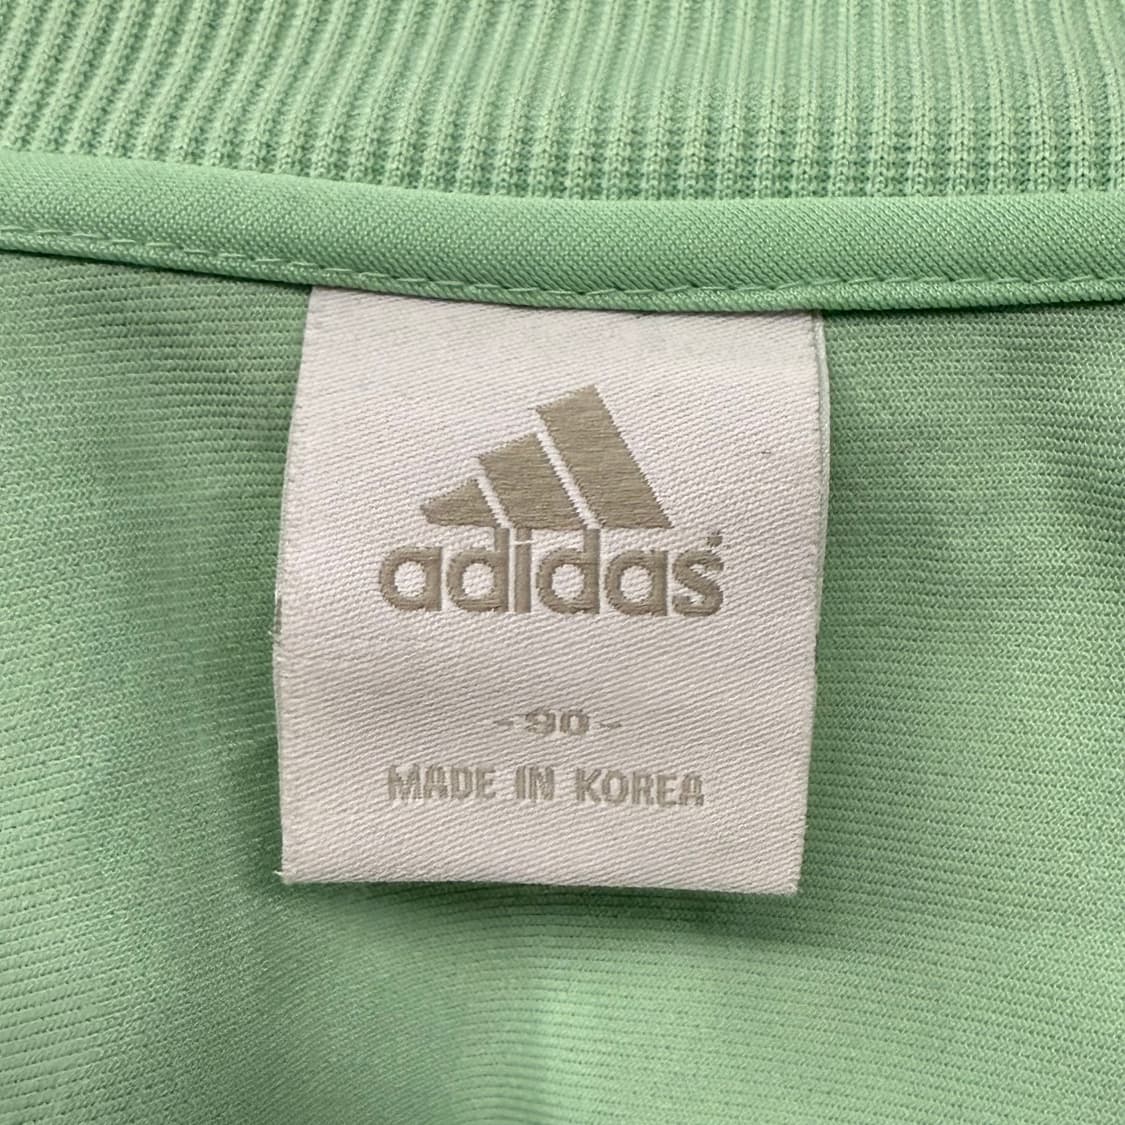 adidas®
- 90 -
MADE IN KOREA